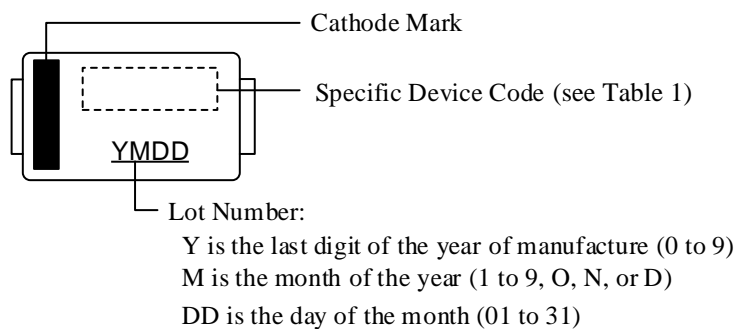 Cathode Mark
Specific Device Code (see Table 1)
YMDD
Lot Number:
Y is the last digit of the year of manufacture (0 to 9)
M is the month of the year (1 to 9, O, N, or D)
DD is the day of the month (01 to 31)